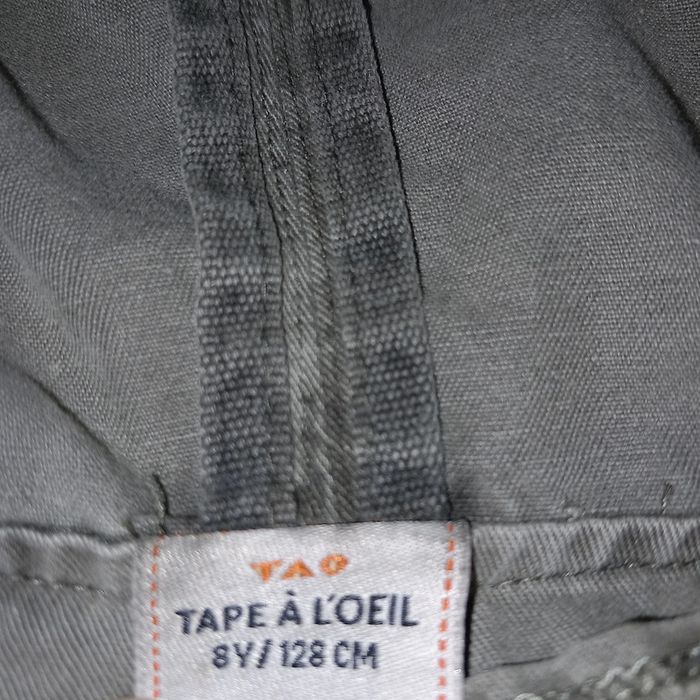 TAO
TAPE À L'OEIL
8Y/128 CM